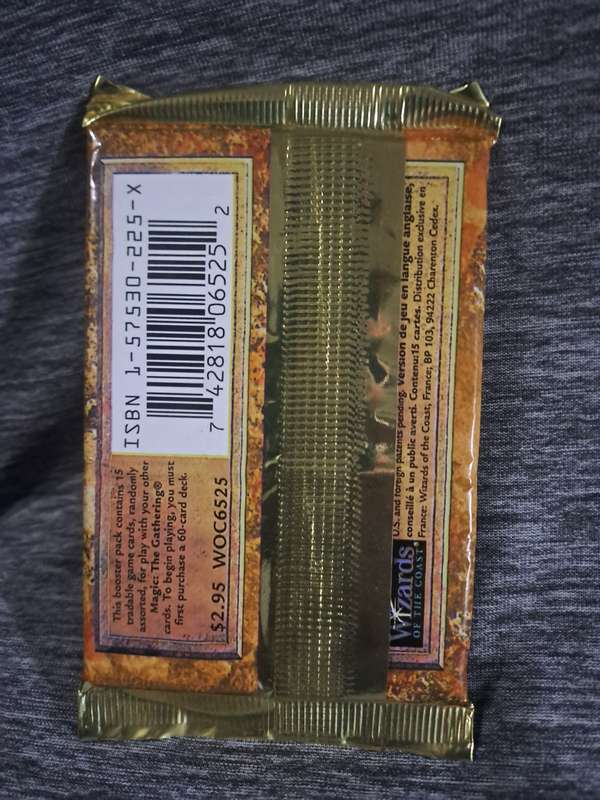 ISBN 1-57530-225-X
7 42818 06525 2
This booster pack contains 15
tradable game cards, randomly
assorted, for play with your other
Magic: The Gathering®
cards. To begin playing, you must
first purchase a 60-card deck.
$2.95 WOC6525
U.S. and foreign patents pending. Version de jeu en langue anglaise,
conseillé à un public averti. Contenu:15 cartes. Distribution exclusive en
France: Wizards of the Coast, France; BP 103, 94222 Charenton Cedex.
Wizards
OF THE COAST®